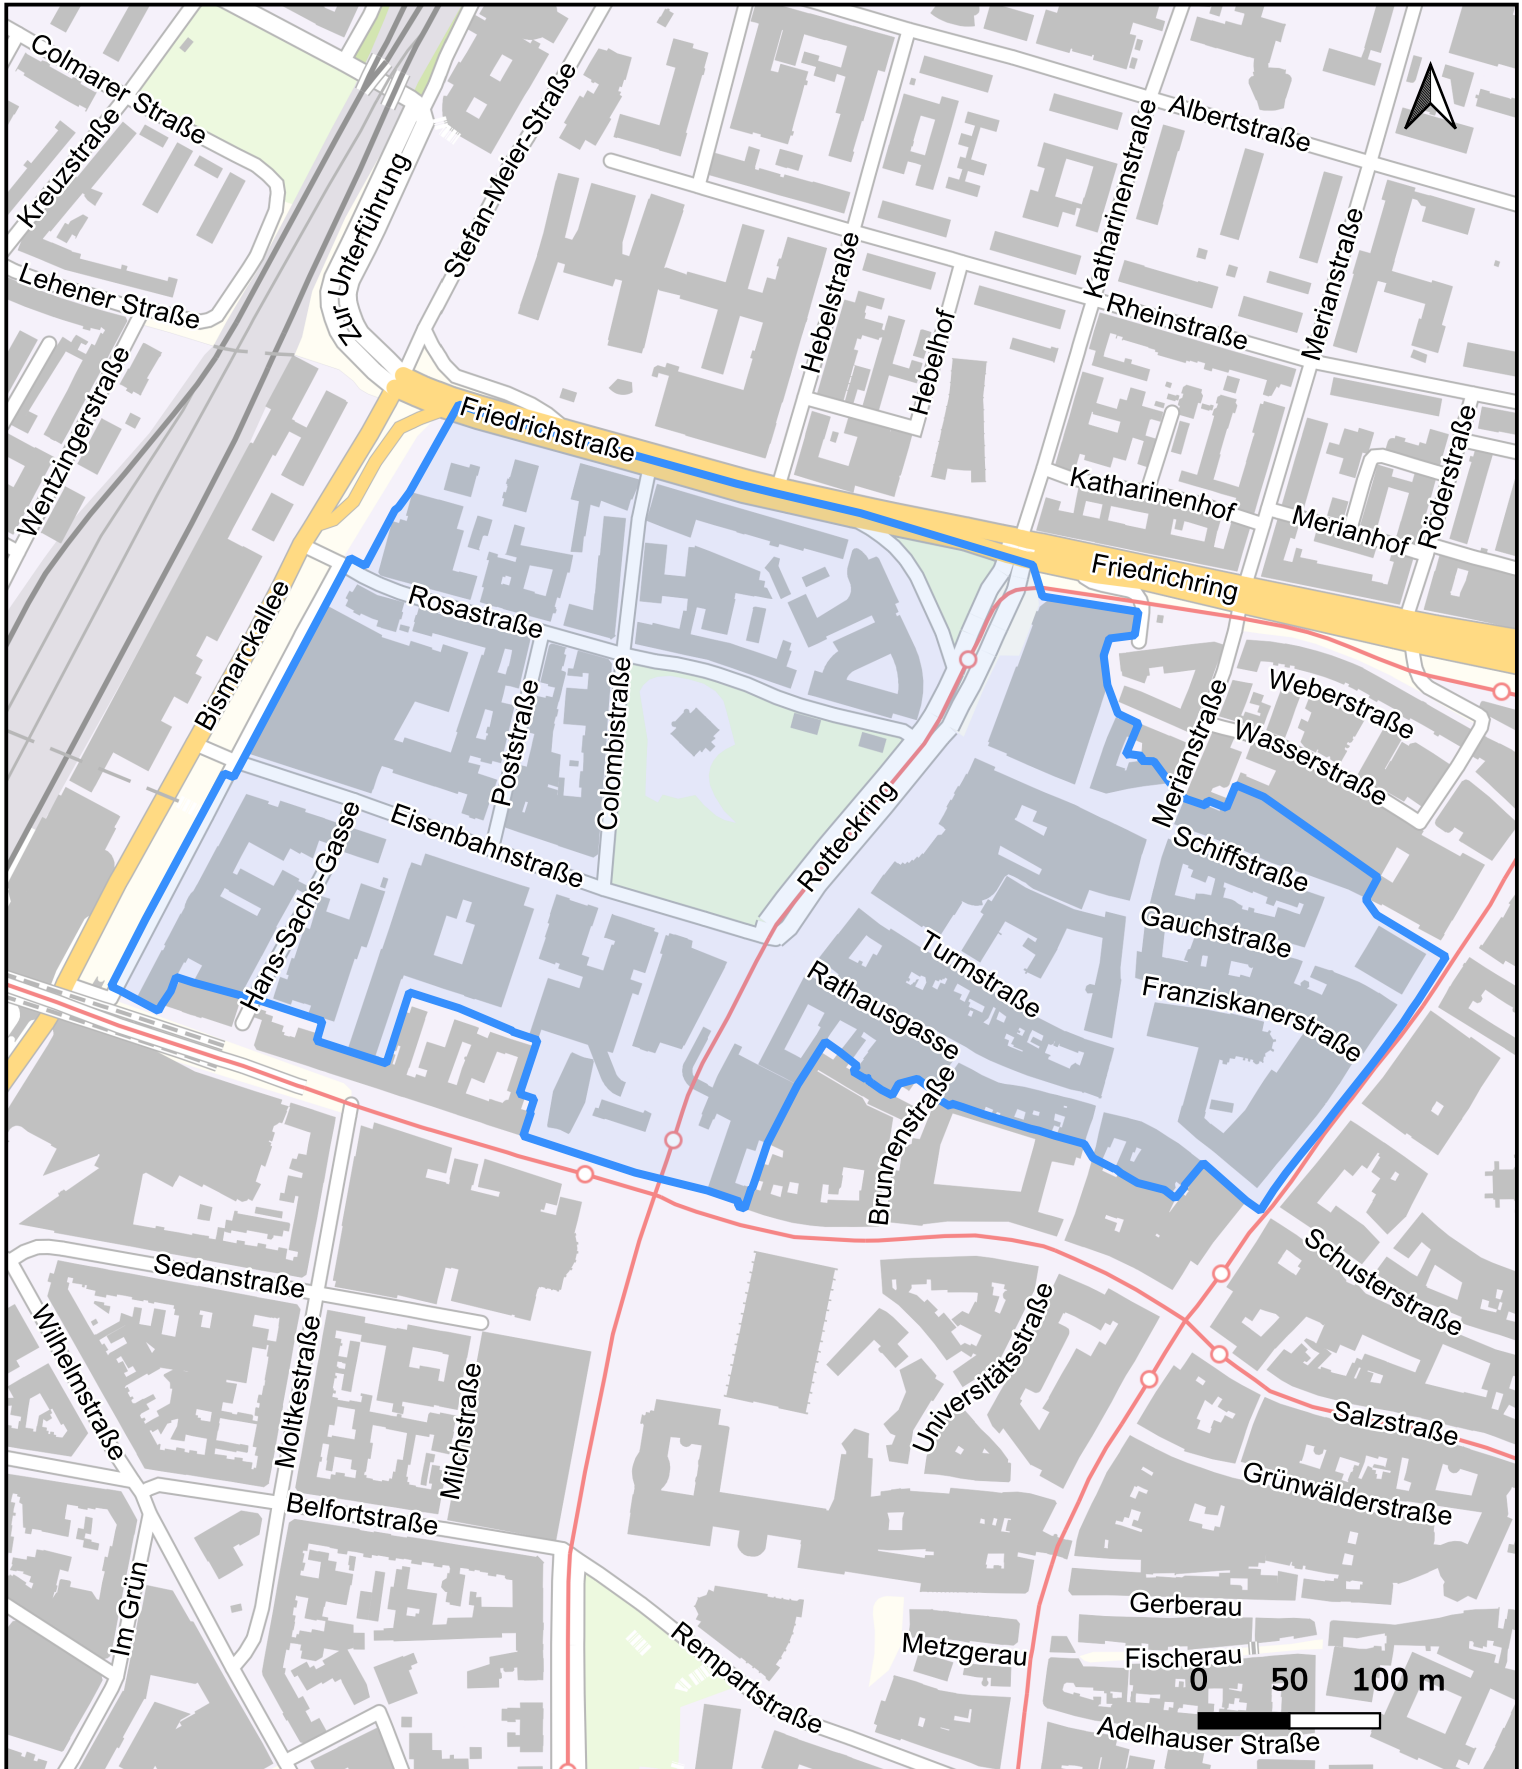 Colmarer Straße
Kreuzstraße
Lehener Straße
Wentzingerstraße
Zur Unterführung
Stefan-Meier-Straße
Hebelstraße
Hebelhof
Katharinenstraße
Albertstraße
Merianstraße
Rheinstraße
Röderstraße
Katharinenhof
Merianhof
Friedrichstraße
Friedrichring
Bismarckallee
Rosastraße
Poststraße
Colombistraße
Eisenbahnstraße
Hans-Sachs-Gasse
Rotteckring
Merianstraße
Weberstraße
Wasserstraße
Schiffstraße
Gauchstraße
Turmstraße
Franziskanerstraße
Rathausgasse
Brunnenstraße
Schusterstraße
Sedanstraße
Wilhelmstraße
Moltkestraße
Milchstraße
Universitätsstraße
Salzstraße
Grünwälderstraße
Belfortstraße
Im Grün
Rempartstraße
Metzgerau
Gerberau
Fischerau
0 50 100 m
Adelhauser Straße